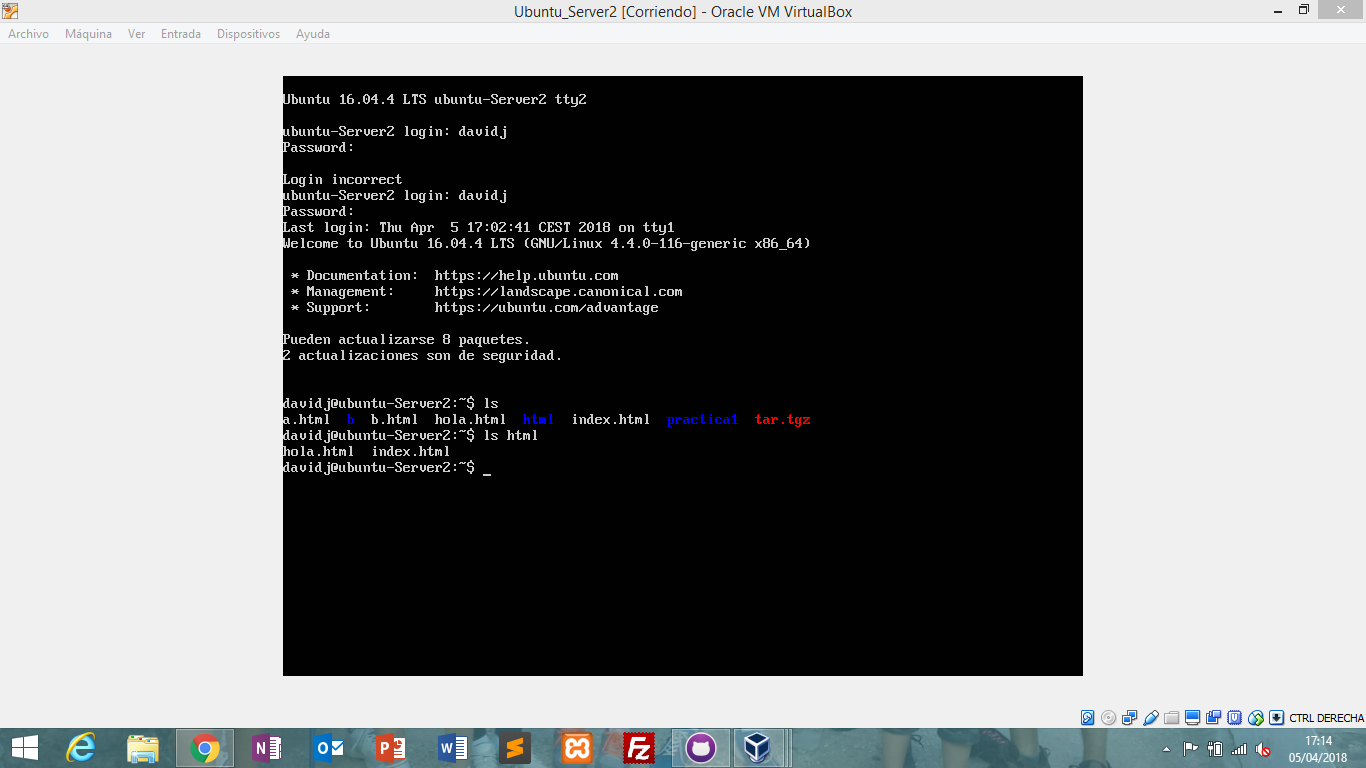 Ubuntu_Server2 [Corriendo] - Oracle VM VirtualBox
Archivo Máquina Ver Entrada Dispositivos Ayuda
Ubuntu 16.04.4 LTS ubuntu-Server2 tty2
ubuntu-Server2 login: davidj
Password:
Login incorrect
ubuntu-Server2 login: davidj
Password:
Last login: Thu Apr  5 17:02:41 CEST 2018 on tty1
Welcome to Ubuntu 16.04.4 LTS (GNU/Linux 4.4.0-116-generic x86_64)
* Documentation:  https://help.ubuntu.com
* Management:     https://landscape.canonical.com
* Support:        https://ubuntu.com/advantage
Pueden actualizarse 8 paquetes.
2 actualizaciones son de seguridad.
davidj@ubuntu-Server2:~$ ls
a.html  b  b.html  hola.html  html  index.html  practica1  tar.tgz
davidj@ubuntu-Server2:~$ ls html
hola.html  index.html
davidj@ubuntu-Server2:~$ _
CTRL DERECHA
17:14
05/04/2018